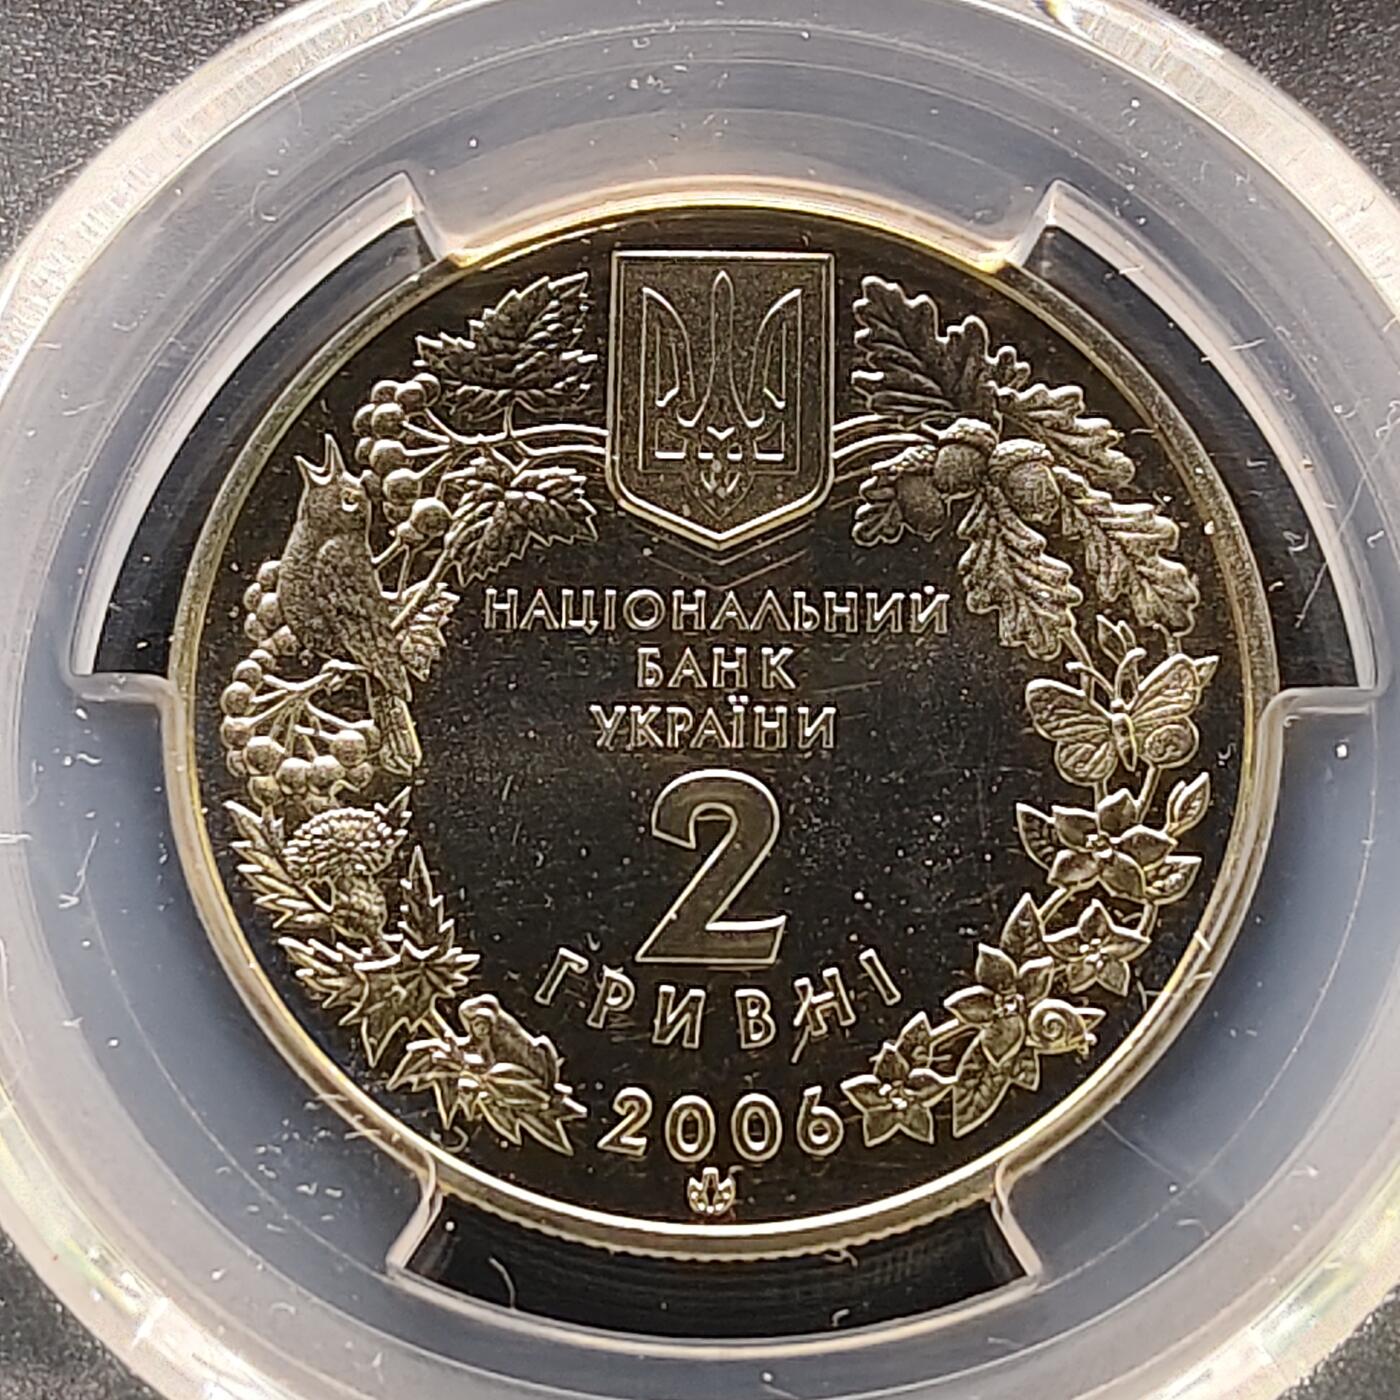 НАЦІОНАЛЬНИЙ
БАНК
УКРАЇНИ
2
ГРИВНІ
2006